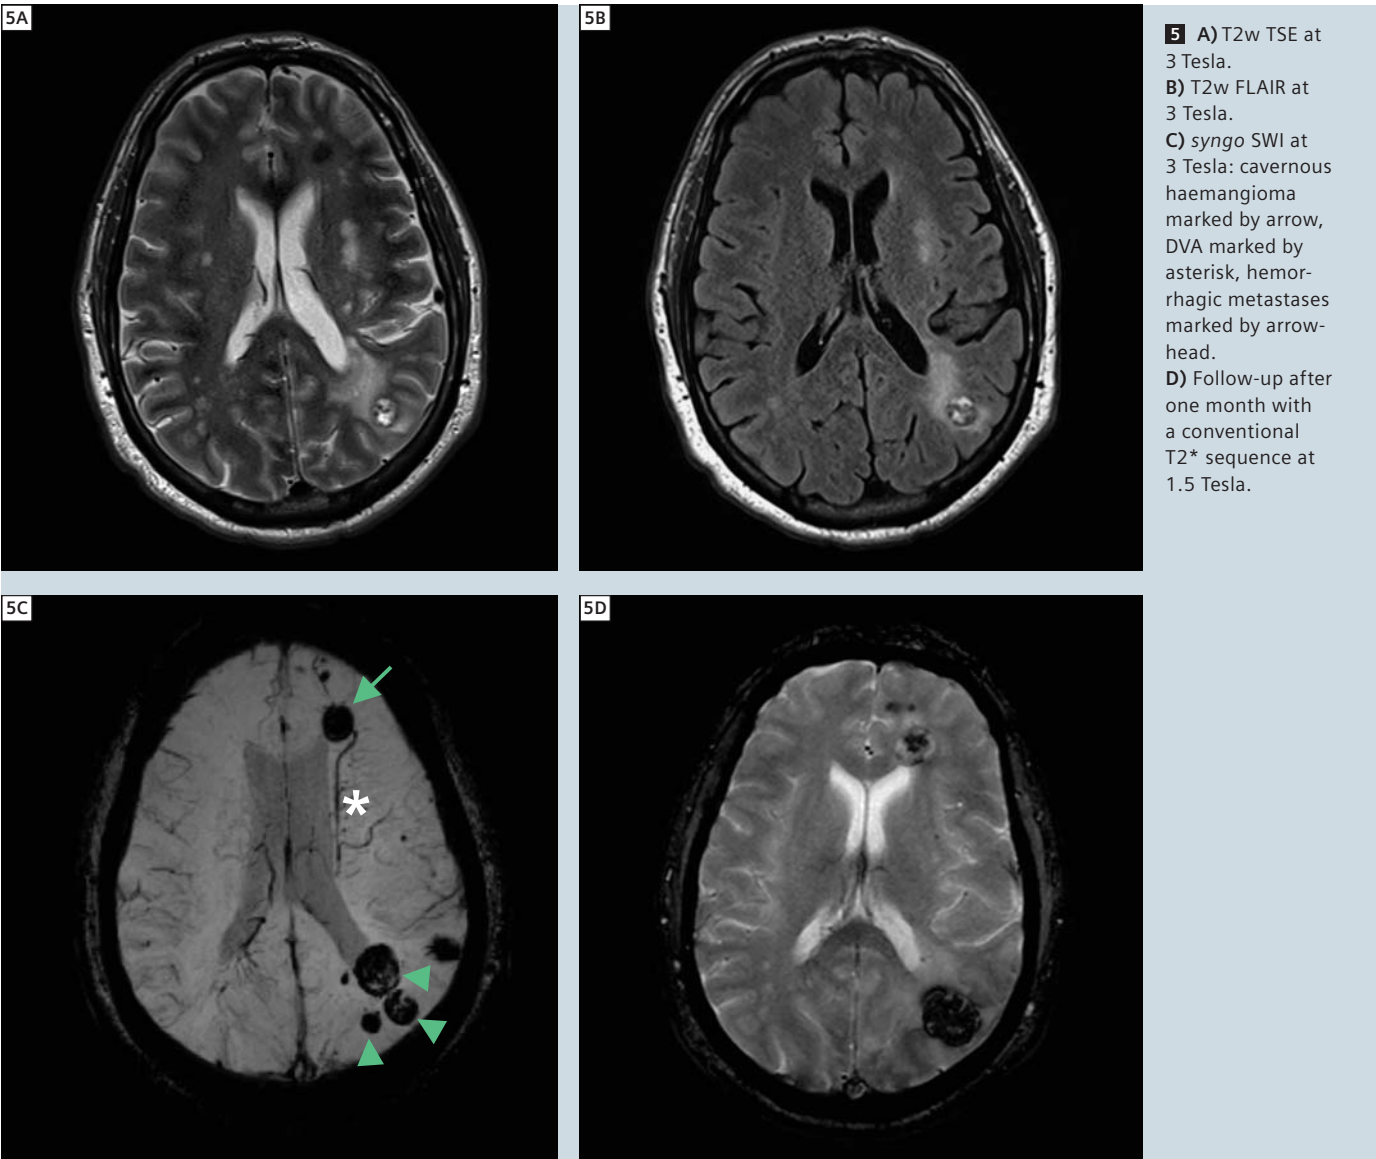 5A
5B
5 A) T2w TSE at
3 Tesla.
B) T2w FLAIR at
3 Tesla.
C) syngo SWI at
3 Tesla: cavernous
haemangioma
marked by arrow,
DVA marked by
asterisk, hemor-
rhagic metastases
marked by arrow-
head.
D) Follow-up after
one month with
a conventional
T2* sequence at
1.5 Tesla.
5C
*
5D